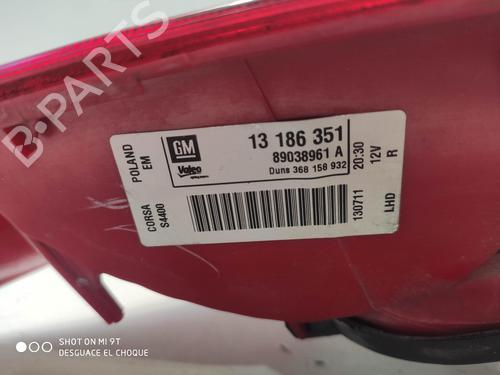 POLAND
EM
CORSA
S4400
GM
Valeo
13 186 351
89038961 A
Duns 368 158 932
20:30
12V
R
130711
LHD
B-PARTS
SHOT ON MI 9T
DESGUACE EL CHOQUE